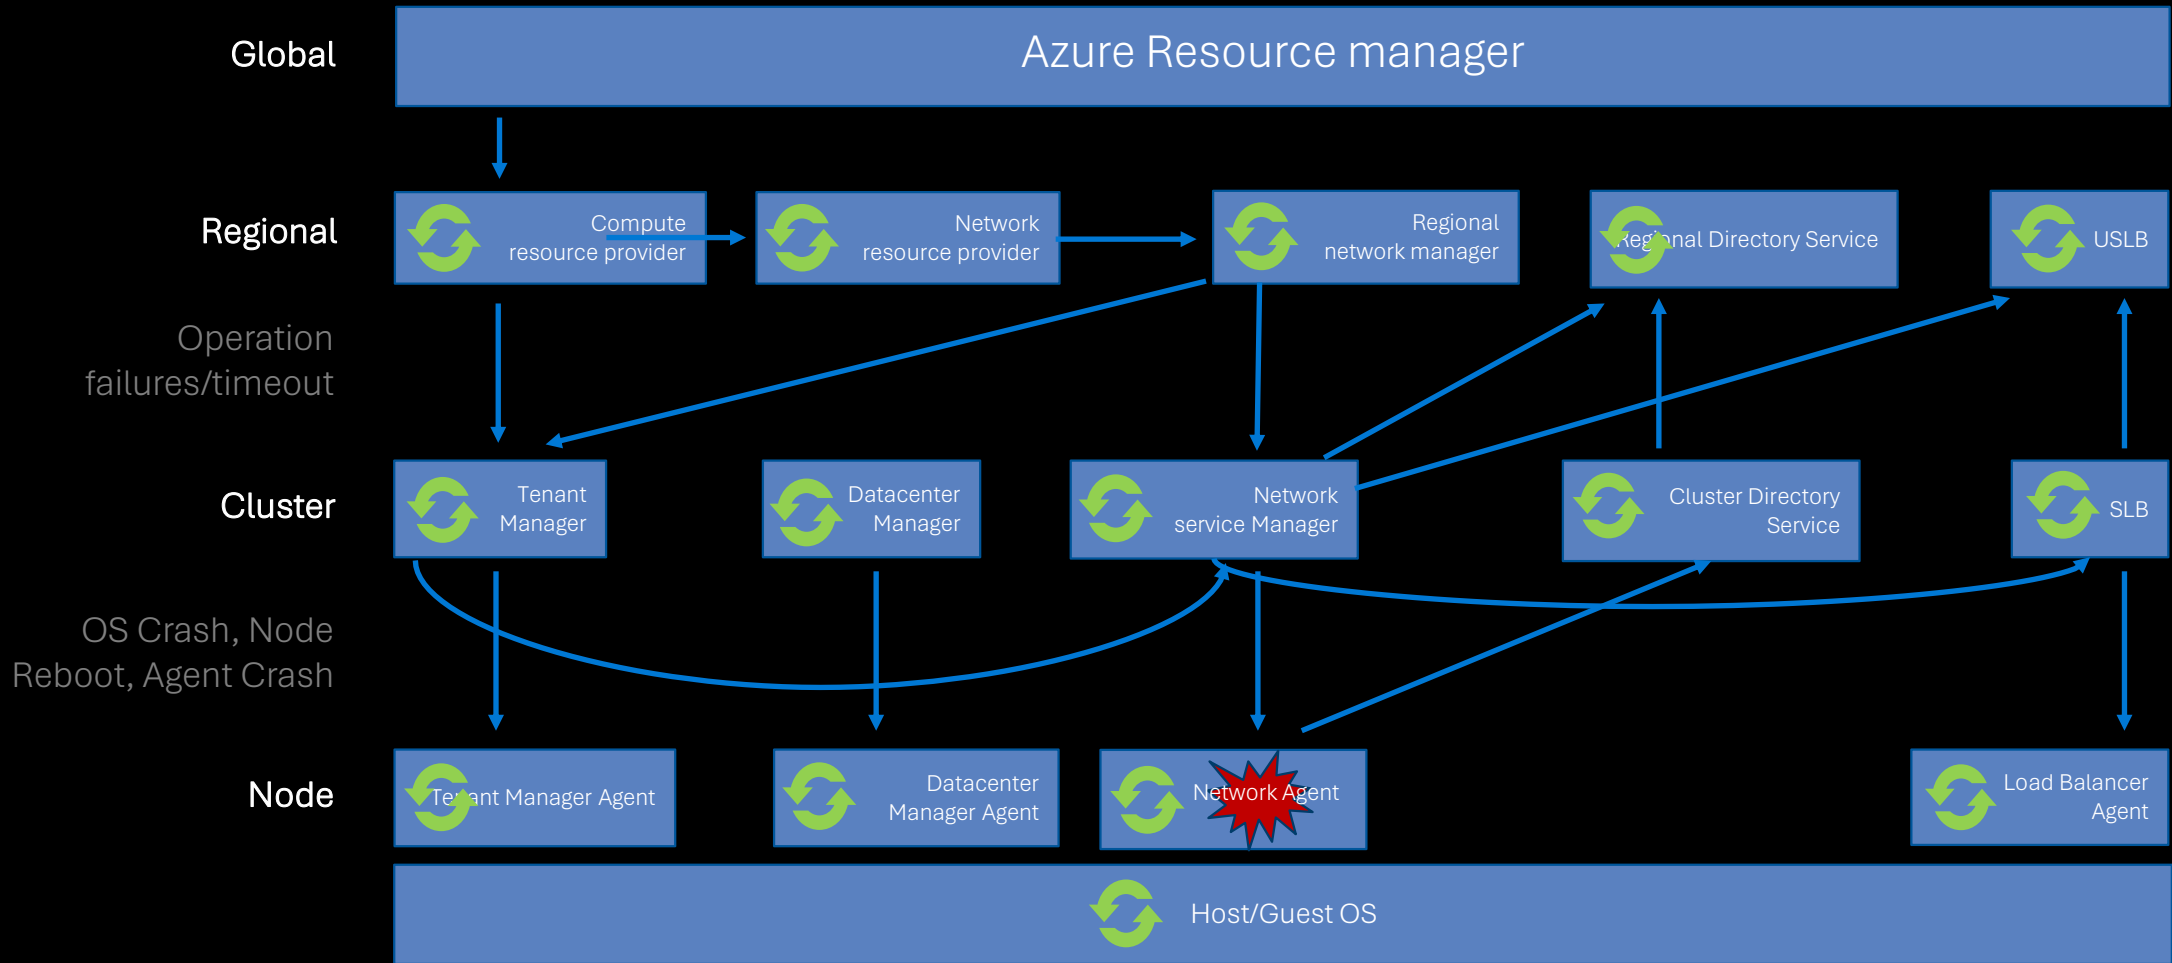 Global
Azure Resource manager
Regional
Compute
resource provider
Network
resource provider
Regional
network manager
Regional Directory Service
USLB
Operation
failures/timeout
Cluster
Tenant
Manager
Datacenter
Manager
Network
service Manager
Cluster Directory
Service
SLB
OS Crash, Node
Reboot, Agent Crash
Node
Tenant Manager Agent
Datacenter
Manager Agent
Network Agent
Load Balancer
Agent
Host/Guest OS